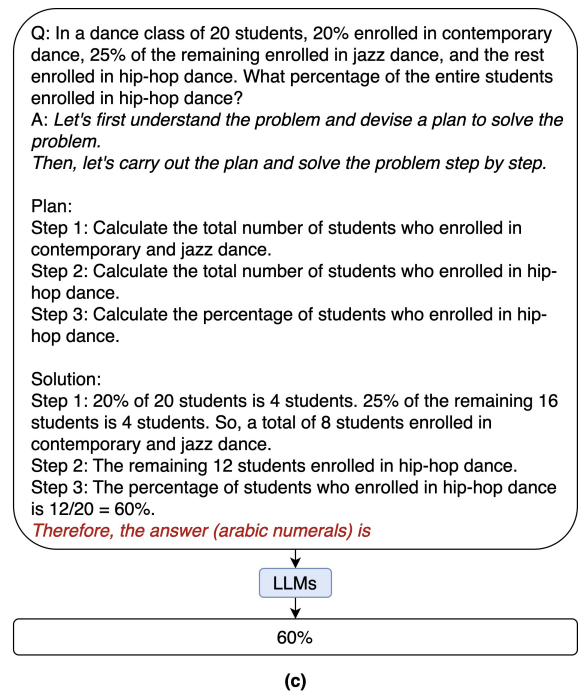 Q: In a dance class of 20 students, 20% enrolled in contemporary
dance, 25% of the remaining enrolled in jazz dance, and the rest
enrolled in hip-hop dance. What percentage of the entire students
enrolled in hip-hop dance?
A: Let's first understand the problem and devise a plan to solve the
problem.
Then, let's carry out the plan and solve the problem step by step.
Plan:
Step 1: Calculate the total number of students who enrolled in
contemporary and jazz dance.
Step 2: Calculate the total number of students who enrolled in hip-
hop dance.
Step 3: Calculate the percentage of students who enrolled in hip-
hop dance.
Solution:
Step 1: 20% of 20 students is 4 students. 25% of the remaining 16
students is 4 students. So, a total of 8 students enrolled in
contemporary and jazz dance.
Step 2: The remaining 12 students enrolled in hip-hop dance.
Step 3: The percentage of students who enrolled in hip-hop dance
is 12/20 = 60%.
Therefore, the answer (arabic numerals) is
LLMs
60%
(c)